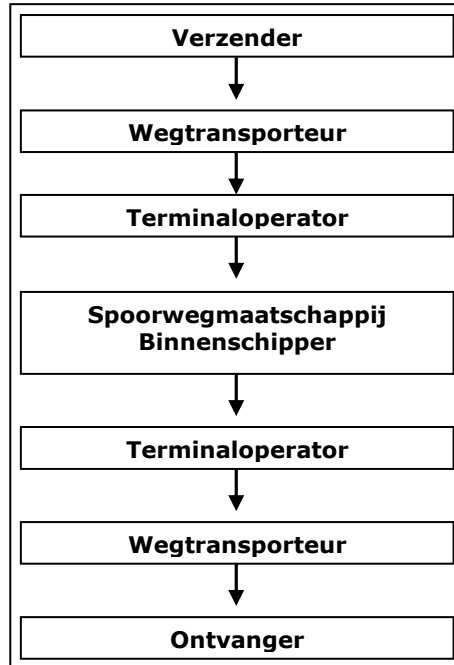 Verzender
Wegtransporteur
Terminaloperator
Spoorwegmaatschappij
Binnenschipper
Terminaloperator
Wegtransporteur
Ontvanger